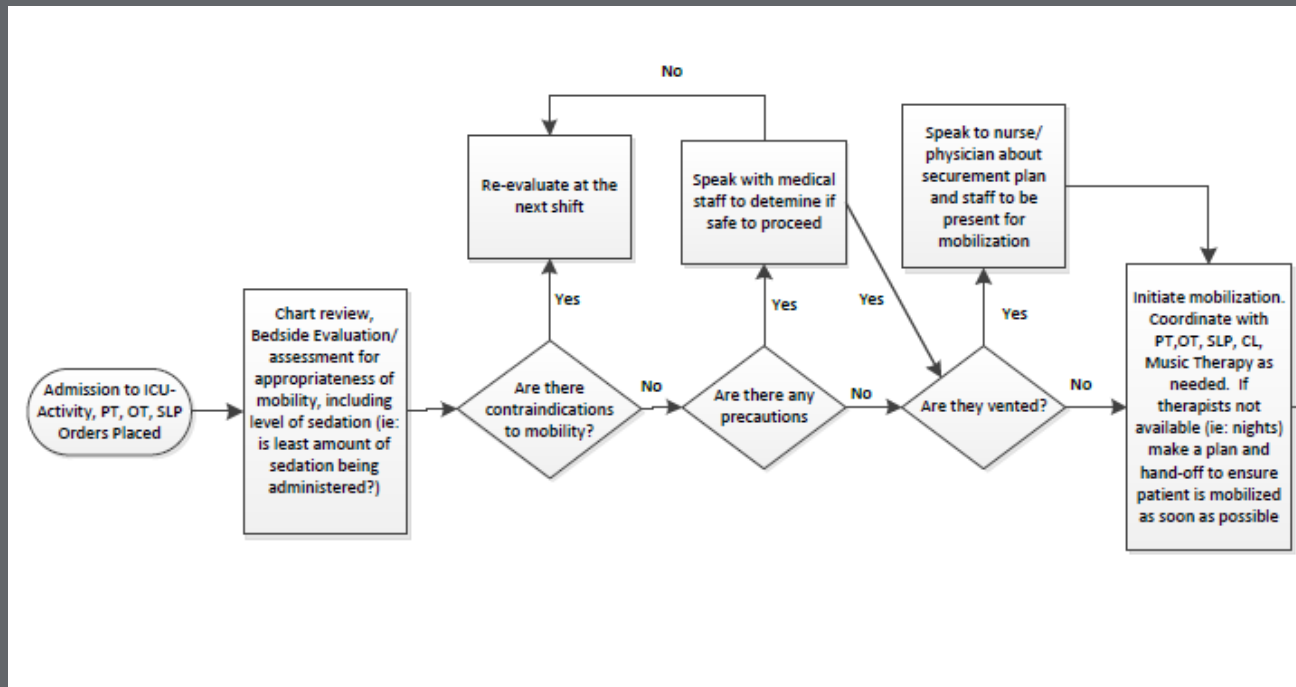 Admission to ICU-
Activity, PT, OT, SLP
Orders Placed
Chart review,
Bedside Evaluation/
assessment for
appropriateness of
mobility, including
level of sedation (ie:
is least amount of
sedation being
administered?)
Are there
contraindications
to mobility?
Yes
Re-evaluate at the
next shift
No
Are there any
precautions
Yes
Speak with medical
staff to detemine if
safe to proceed
No
Yes
No
Are they vented?
Yes
Speak to nurse/
physician about
securement plan
and staff to be
present for
mobilization
No
Initiate mobilization.
Coordinate with
PT,OT, SLP, CL,
Music Therapy as
needed. If
therapists not
available (ie: nights)
make a plan and
hand-off to ensure
patient is mobilized
as soon as possible